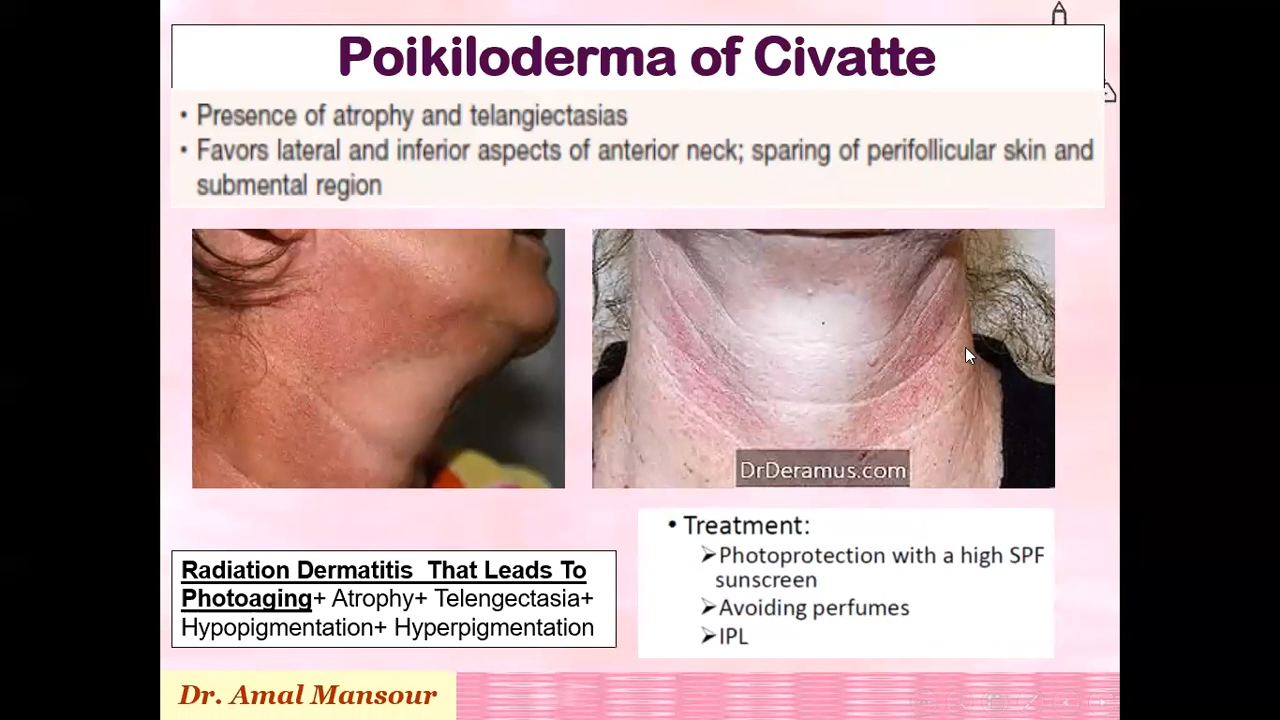 Poikiloderma of Civatte
• Presence of atrophy and telangiectasias
• Favors lateral and inferior aspects of anterior neck; sparing of perifollicular skin and
submental region
DrDeramus.com
Radiation Dermatitis That Leads To
Photoaging+ Atrophy+ Telengectasia+
Hypopigmentation+ Hyperpigmentation
• Treatment:
➢Photoprotection with a high SPF
sunscreen
➢Avoiding perfumes
➢IPL
Dr. Amal Mansour